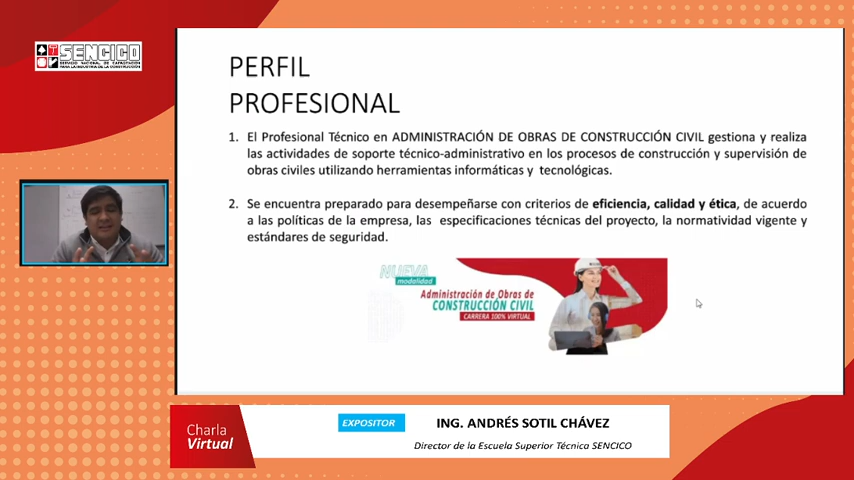 SENCICO
SERVICIO NACIONAL DE CAPACITACIÓN
PARA LA INDUSTRIA DE LA CONSTRUCCIÓN
PERFIL
PROFESIONAL
1. El Profesional Técnico en ADMINISTRACIÓN DE OBRAS DE CONSTRUCCIÓN CIVIL gestiona y realiza
las actividades de soporte técnico-administrativo en los procesos de construcción y supervisión de
obras civiles utilizando herramientas informáticas y tecnológicas.
2. Se encuentra preparado para desempeñarse con criterios de eficiencia, calidad y ética, de acuerdo
a las políticas de la empresa, las especificaciones técnicas del proyecto, la normatividad vigente y
estándares de seguridad.
NUEVA
modalidad
Administración de Obras de
CONSTRUCCIÓN CIVIL
CARRERA 100% VIRTUAL
Charla
Virtual
EXPOSITOR
ING. ANDRÉS SOTIL CHÁVEZ
Director de la Escuela Superior Técnica SENCICO